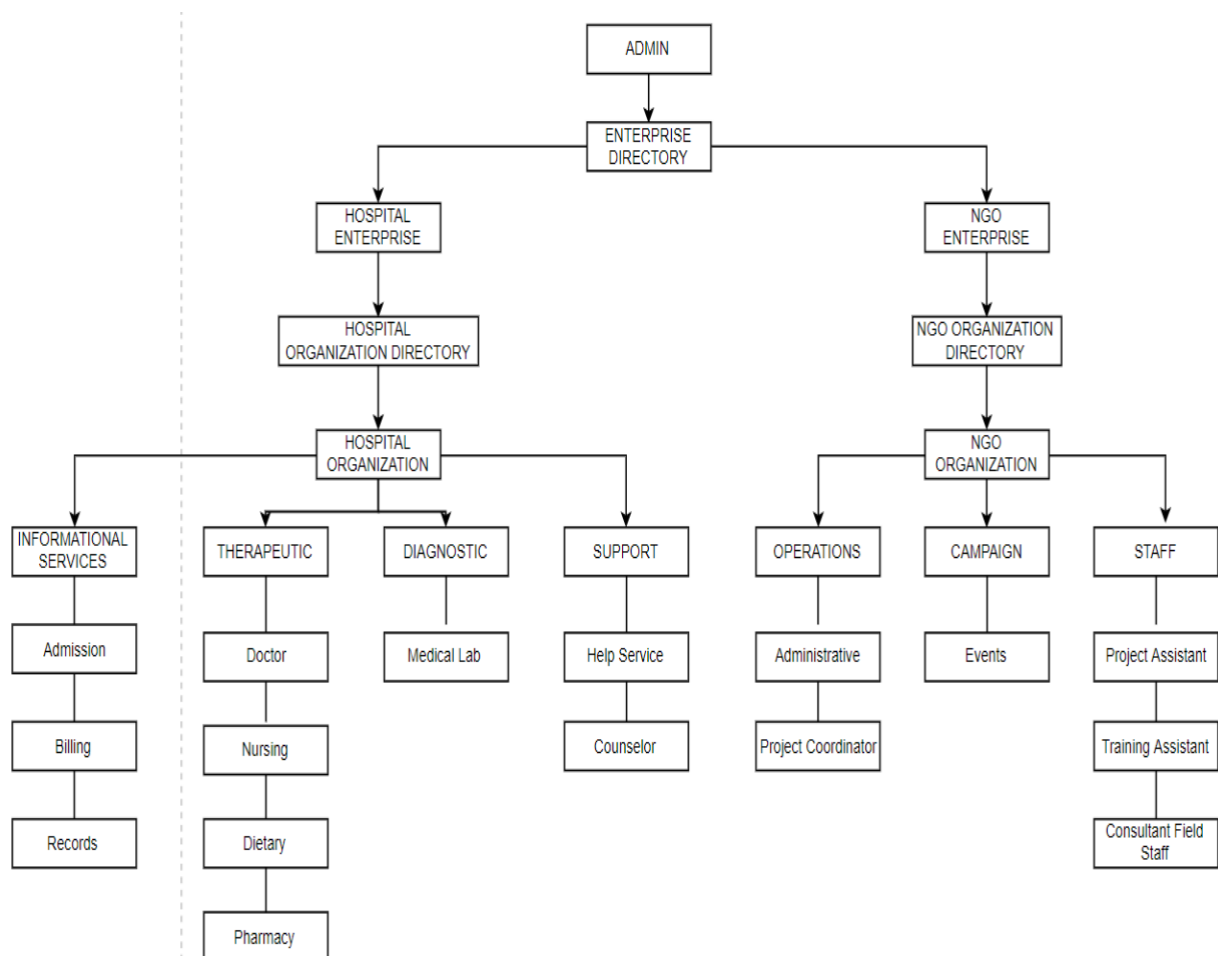 ADMIN
ENTERPRISE
DIRECTORY
HOSPITAL
ENTERPRISE
NGO
ENTERPRISE
HOSPITAL
ORGANIZATION DIRECTORY
NGO ORGANIZATION
DIRECTORY
HOSPITAL
ORGANIZATION
NGO
ORGANIZATION
INFORMATIONAL
SERVICES
THERAPEUTIC
DIAGNOSTIC
SUPPORT
OPERATIONS
CAMPAIGN
STAFF
Admission
Doctor
Medical Lab
Help Service
Administrative
Events
Project Assistant
Billing
Nursing
Counselor
Project Coordinator
Training Assistant
Records
Dietary
Consultant Field
Staff
Pharmacy